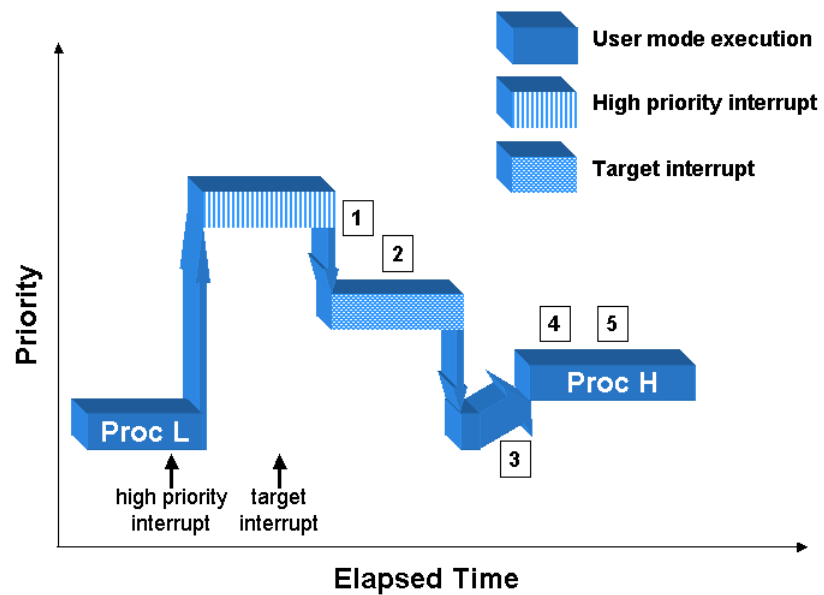 User mode execution
High priority interrupt
Target interrupt
1
2
4
5
Priority
Proc H
Proc L
3
high priority
interrupt
target
interrupt
Elapsed Time